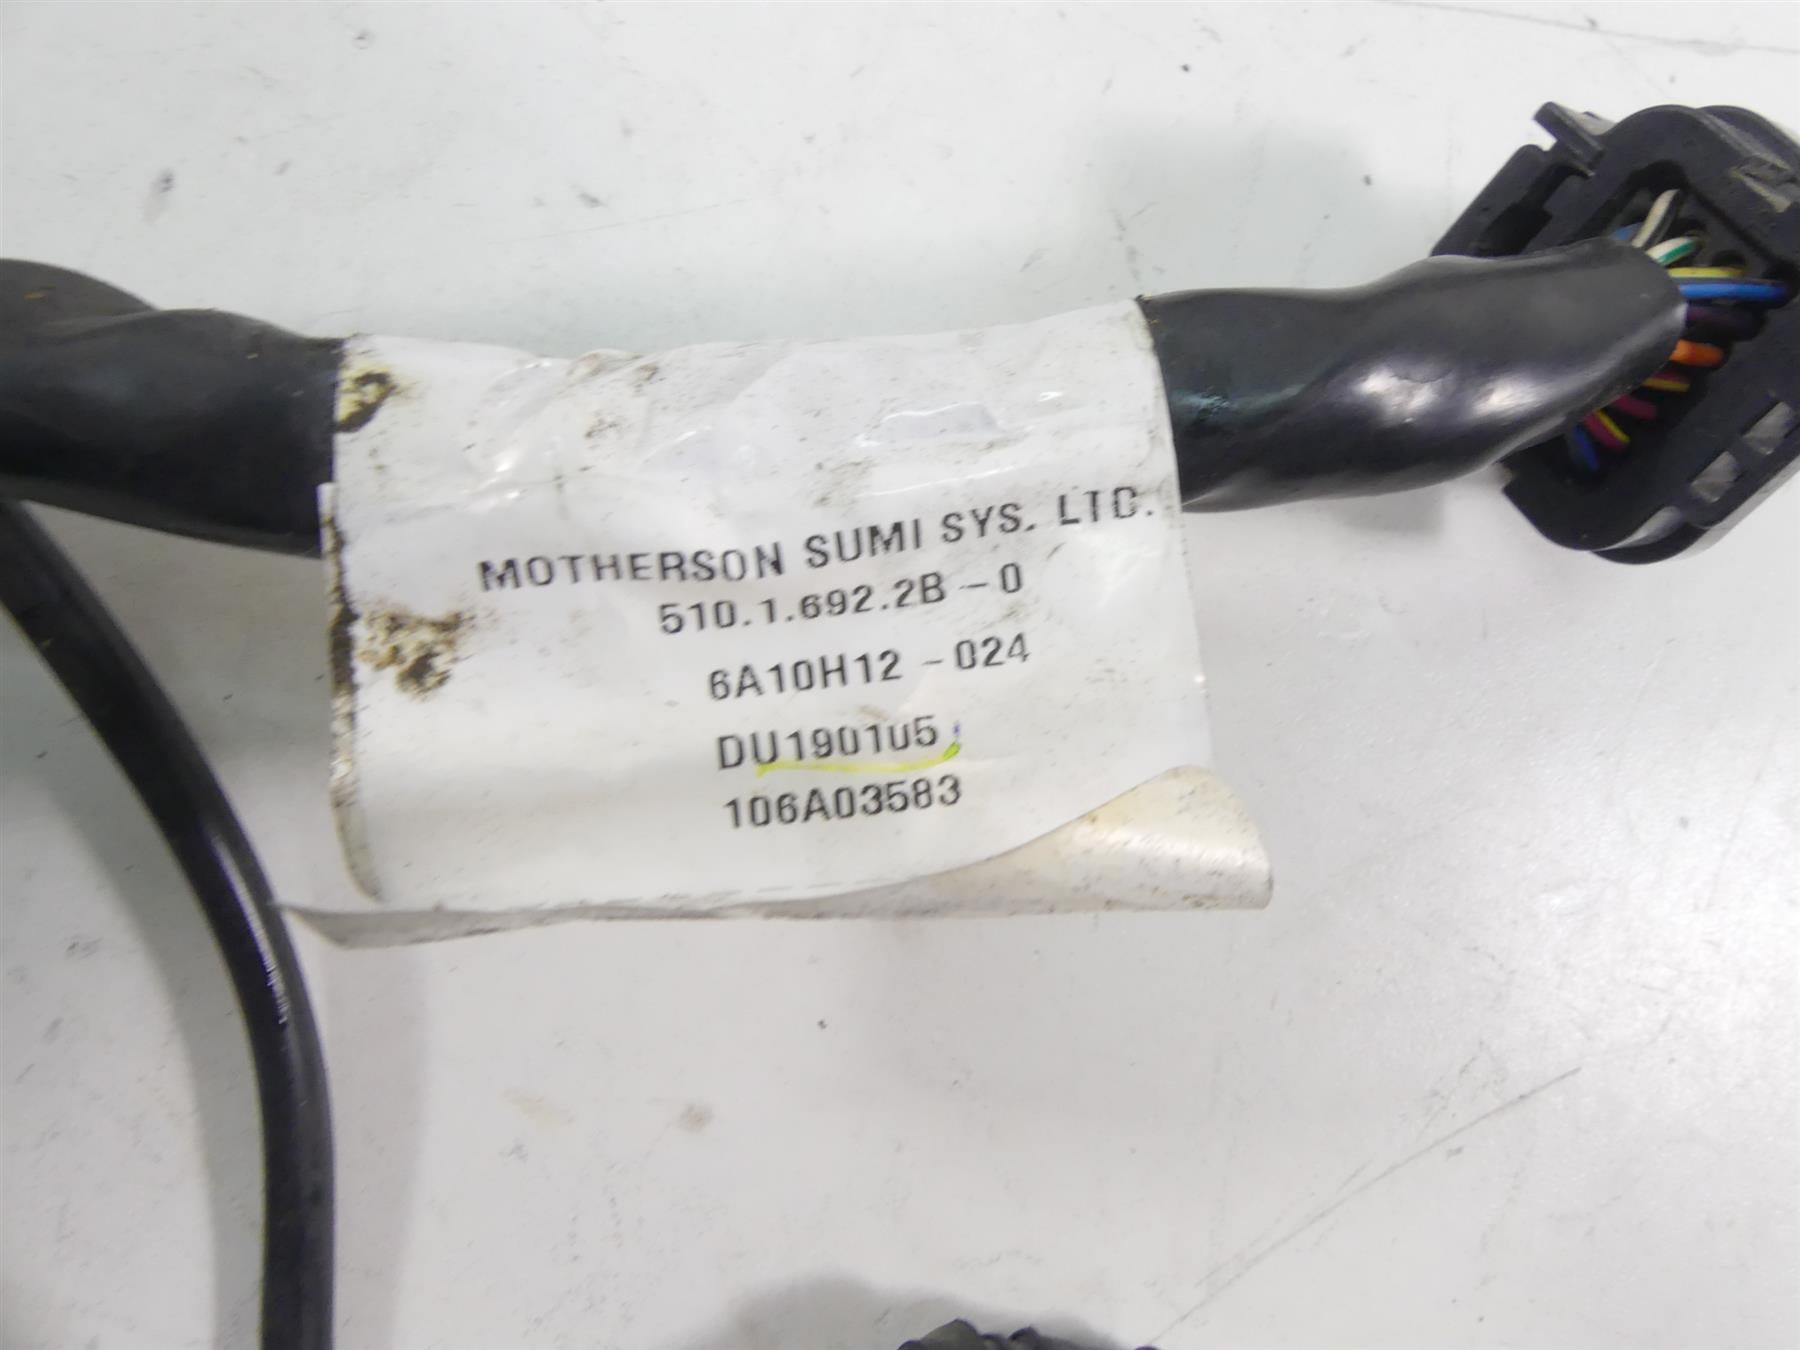 MOTHERSON SUMI SYS. LTD.
510.1.692.2B-0
6A10H12-024
DU190105
106A03583